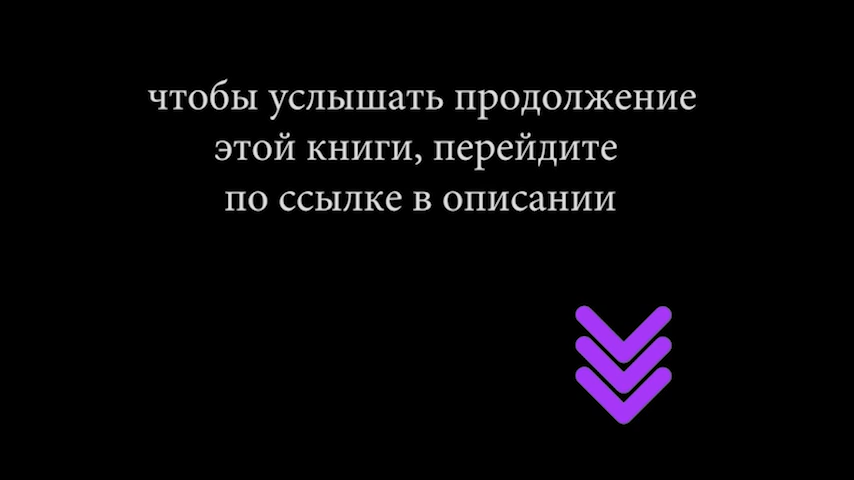 чтобы услышать продолжение
этой книги, перейдите
по ссылке в описании